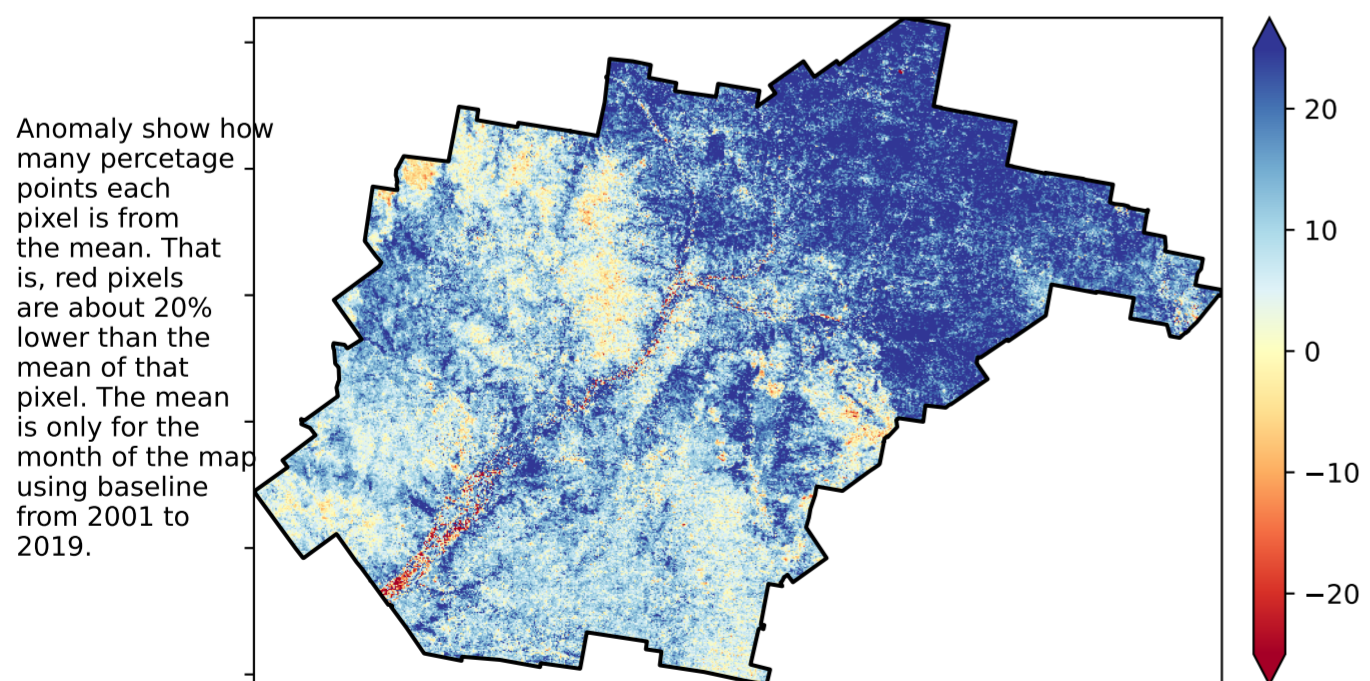 Anomaly show how
many percetage
points each
pixel is from
the mean. That
is, red pixels
are about 20%
lower than the
mean of that
pixel. The mean
is only for the
month of the map
using baseline
from 2001 to
2019.
20
10
0
−10
−20